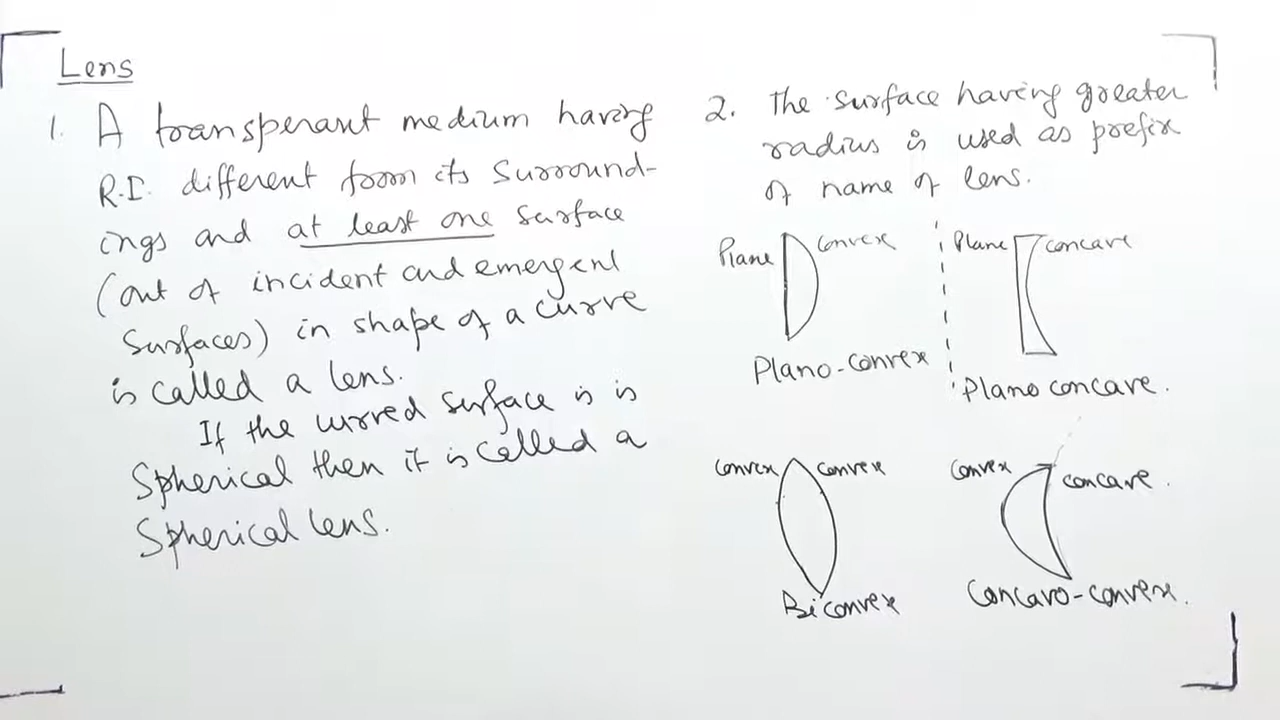 Lens
1. A transperant medium having
R.I. different from its surround-
ings and at least one surface
(out of incident and emergent
surfaces) in shape of a curve
is called a lens.
If the curved surface is is
spherical then it is called a
spherical lens.
2. The surface having greater
radius is used as prefix
of name of lens.
Plane convex
Plano-convex
Plane concave
Plano concave.
convex convex
Biconvex
convex concave.
Concavo-convex.